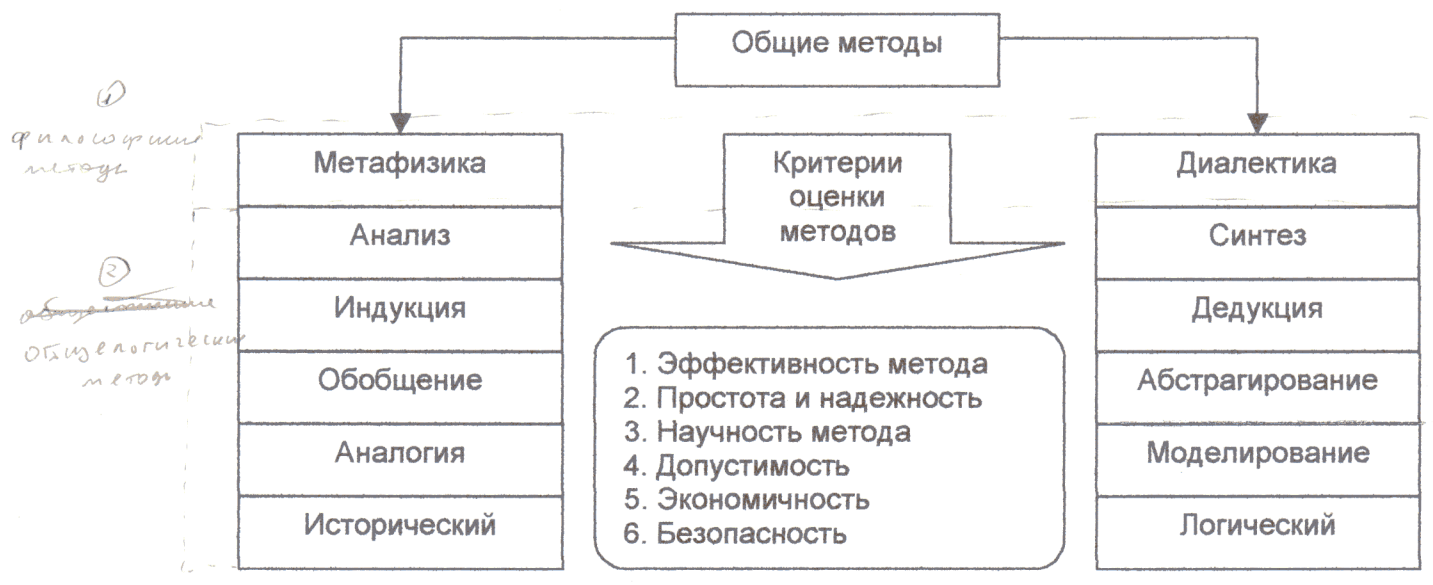 Общие методы
1
философские
методы
Метафизика
Анализ
Индукция
Обобщение
Аналогия
Исторический
Критерии
оценки
методов
1. Эффективность метода
2. Простота и надежность
3. Научность метода
4. Допустимость
5. Экономичность
6. Безопасность
Диалектика
Синтез
Дедукция
Абстрагирование
Моделирование
Логический
2
общелогические
методы